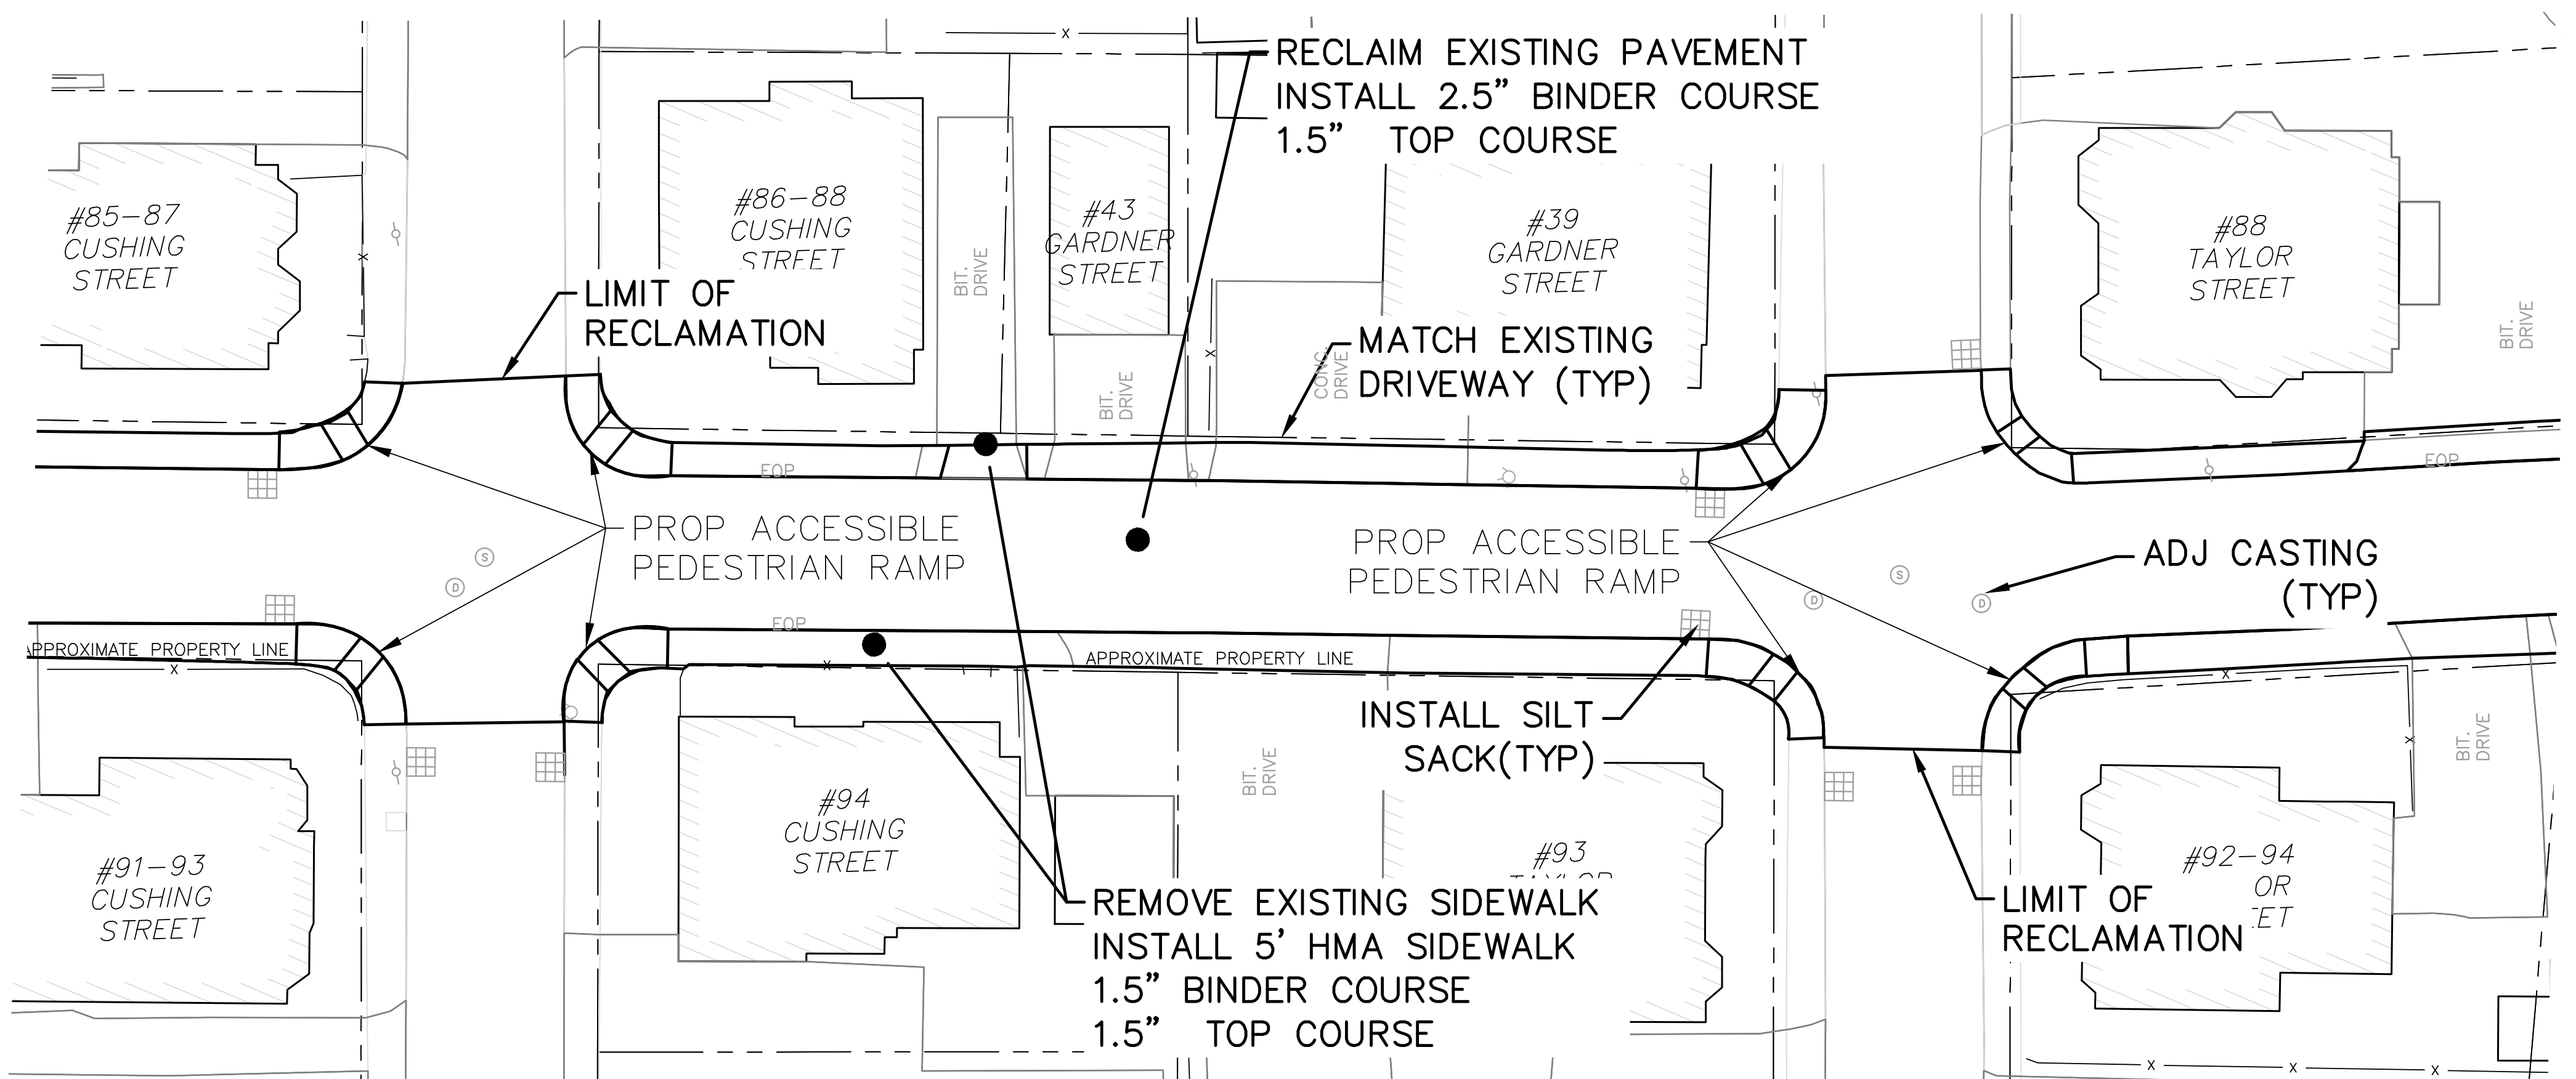 RECLAIM EXISTING PAVEMENT
INSTALL 2.5" BINDER COURSE
1.5" TOP COURSE
#85-87
CUSHING
STREET
#86-88
CUSHING
STREET
BIT.
DRIVE
#43
GARDNER
STREET
#39
GARDNER
STREET
#88
TAYLOR
STREET
BIT.
DRIVE
LIMIT OF
RECLAMATION
BIT.
DRIVE
CONC.
DRIVE
MATCH EXISTING
DRIVEWAY (TYP)
EOP
EOP
PROP ACCESSIBLE
PEDESTRIAN RAMP
PROP ACCESSIBLE
PEDESTRIAN RAMP
S
D
S
D
D
ADJ CASTING
(TYP)
EOP
APPROXIMATE PROPERTY LINE
APPROXIMATE PROPERTY LINE
INSTALL SILT
SACK(TYP)
BIT.
DRIVE
BIT.
DRIVE
#91-93
CUSHING
STREET
#94
CUSHING
STREET
#93
TAYLOR
#92-94
OR
ET
REMOVE EXISTING SIDEWALK
INSTALL 5' HMA SIDEWALK
1.5" BINDER COURSE
1.5" TOP COURSE
LIMIT OF
RECLAMATION